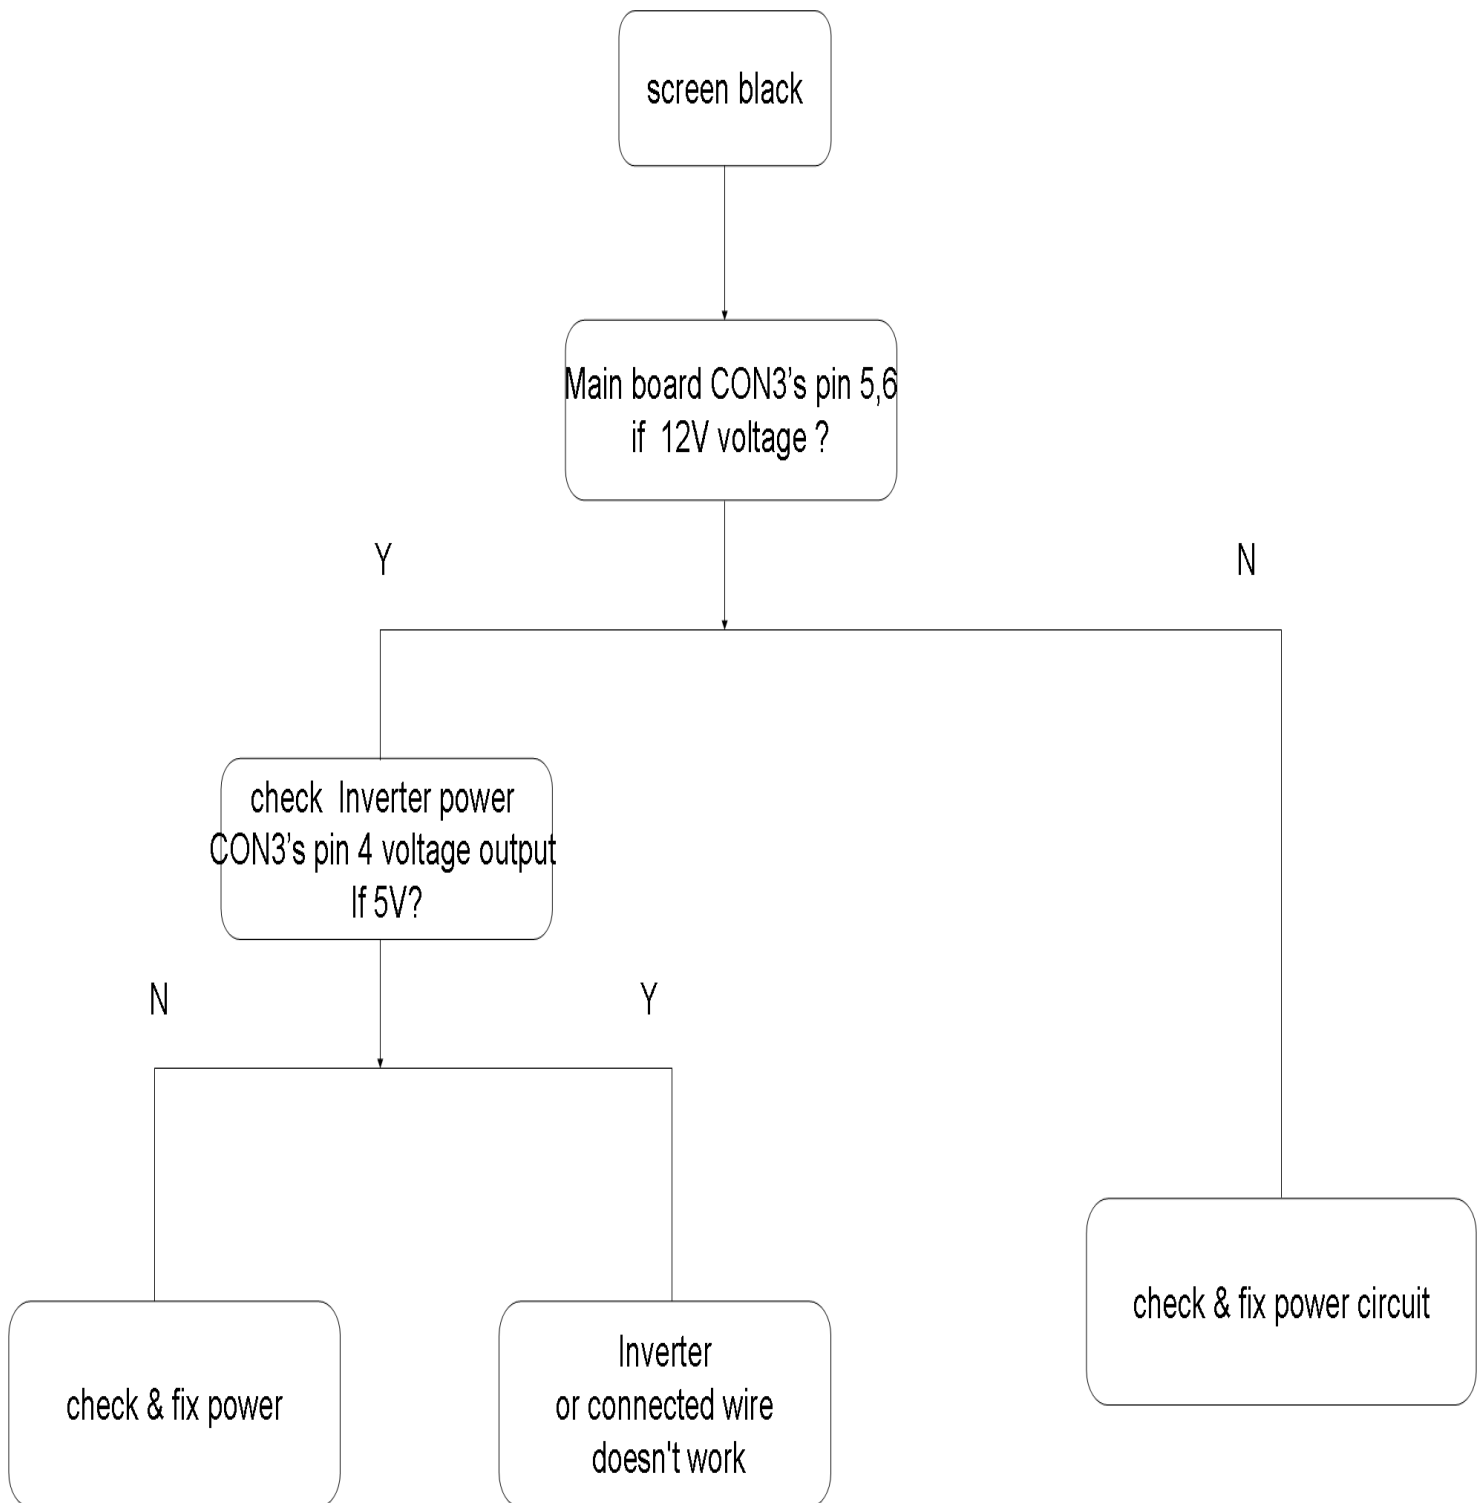 screen black
Main board CON3’s pin 5,6
if 12V voltage ?
Y
N
check Inverter power
CON3’s pin 4 voltage output
If 5V?
N
Y
check & fix power circuit
check & fix power
Inverter
or connected wire
doesn't work